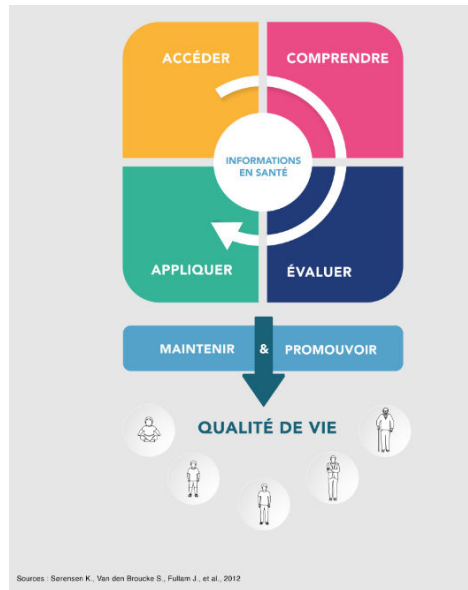 ACCÉDER
COMPRENDRE
INFORMATIONS
EN SANTÉ
APPLIQUER
ÉVALUER
MAINTENIR & PROMOUVOIR
QUALITÉ DE VIE
Sources : Sørensen K., Van den Broucke S., Fullam J., et al., 2012